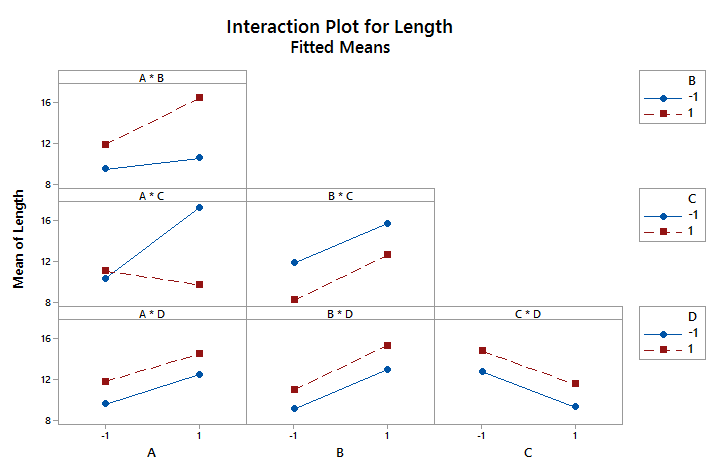 Interaction Plot for Length
Fitted Means
A * B
B
-1
1
16
12
8
A * C
B * C
C
-1
1
16
12
8
Mean of Length
A * D
B * D
C * D
D
-1
1
16
12
8
-1 1 -1 1 -1 1
A B C